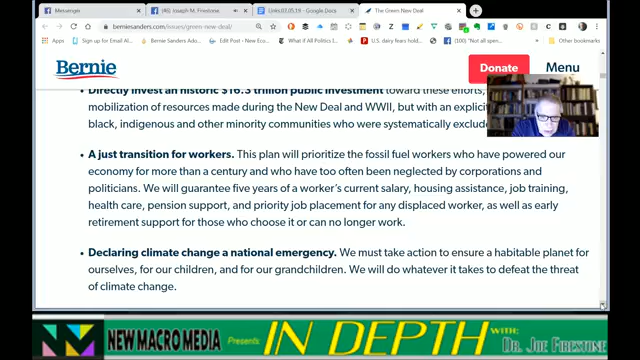 Messenger
(4) Joseph M. Firestone
Links 07.05.19 - Google Docs
The Green New Deal
berniesanders.com/issues/green-new-deal/
Apps
Sign up for Email Al
Bernie Sanders Ado
What if All Politics I
U.S. dairy fears hold
(100) "Not all spen
Other bookmarks
Bernie
Donate
Menu
Directly invest an historic $16.3 trillion public investment toward these efforts,
mobilization of resources made during the New Deal and WWII, but with an explicit
black, indigenous and other minority communities who were systematically exclude
• A just transition for workers. This plan will prioritize the fossil fuel workers who have powered our
economy for more than a century and who have too often been neglected by corporations and
politicians. We will guarantee five years of a worker's current salary, housing assistance, job training,
health care, pension support, and priority job placement for any displaced worker, as well as early
retirement support for those who choose it or can no longer work.
• Declaring climate change a national emergency. We must take action to ensure a habitable planet for
ourselves, for our children, and for our grandchildren. We will do whatever it takes to defeat the threat
of climate change.
NEW MACRO MEDIA Presents: IN DEPTH WITH: DR. JOE FIRESTONE